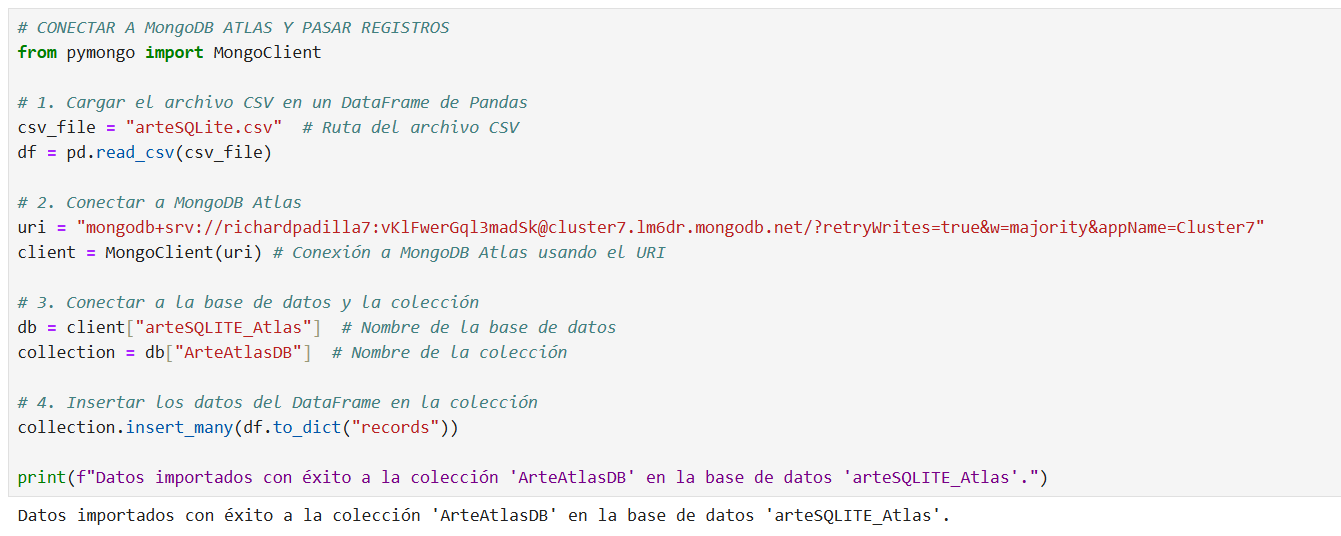 # CONECTAR A MongoDB ATLAS Y PASAR REGISTROS
from pymongo import MongoClient
# 1. Cargar el archivo CSV en un DataFrame de Pandas
csv_file = "arteSQLite.csv"  # Ruta del archivo CSV
df = pd.read_csv(csv_file)
# 2. Conectar a MongoDB Atlas
uri = "mongodb+srv://richardpadilla7:vKlFwerGql3madSk@cluster7.lm6dr.mongodb.net/?retryWrites=true&w=majority&appName=Cluster7"
client = MongoClient(uri) # Conexión a MongoDB Atlas usando el URI
# 3. Conectar a la base de datos y la colección
db = client["arteSQLITE_Atlas"]  # Nombre de la base de datos
collection = db["ArteAtlasDB"]  # Nombre de la colección
# 4. Insertar los datos del DataFrame en la colección
collection.insert_many(df.to_dict("records"))
print(f"Datos importados con éxito a la colección 'ArteAtlasDB' en la base de datos 'arteSQLITE_Atlas'.")
Datos importados con éxito a la colección 'ArteAtlasDB' en la base de datos 'arteSQLITE_Atlas'.